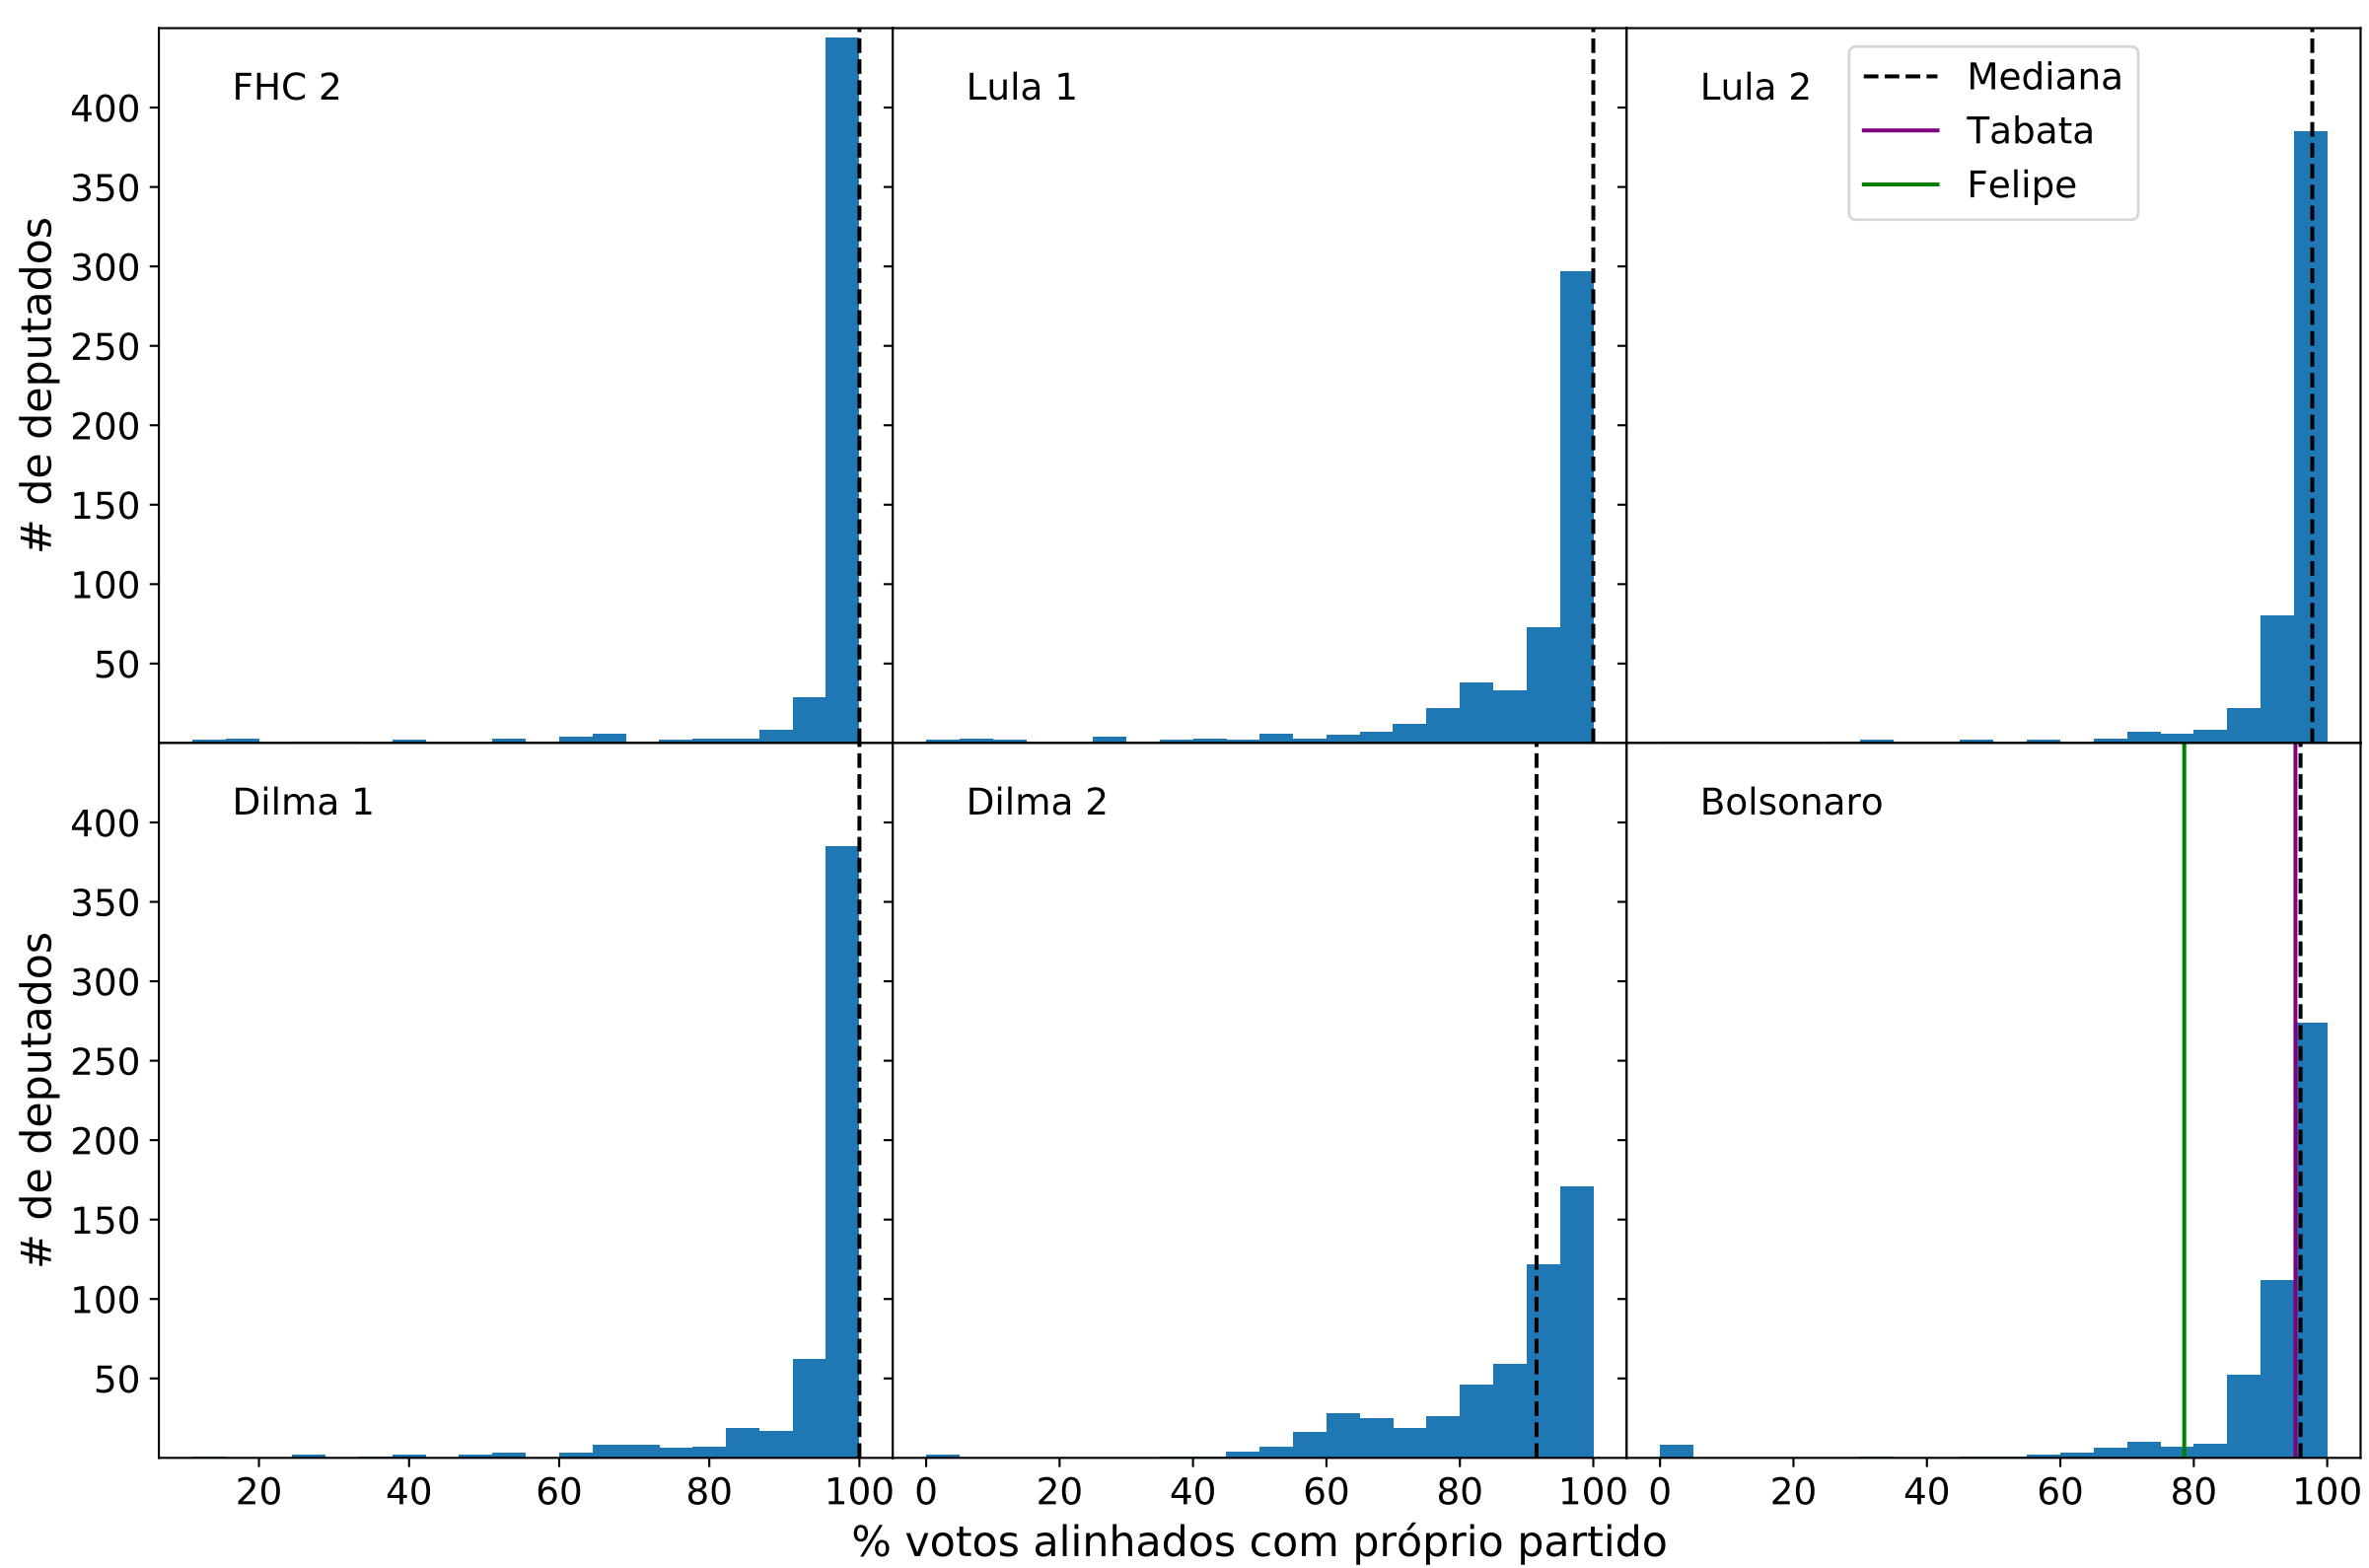 FHC 2
Lula 1
Lula 2
Mediana
Tabata
Felipe
400
350
300
250
200
150
100
50
# de deputados
Dilma 1
Dilma 2
Bolsonaro
400
350
300
250
200
150
100
50
# de deputados
20 40 60 80 100 0 20 40 60 80 100 0 20 40 60 80 100
% votos alinhados com próprio partido